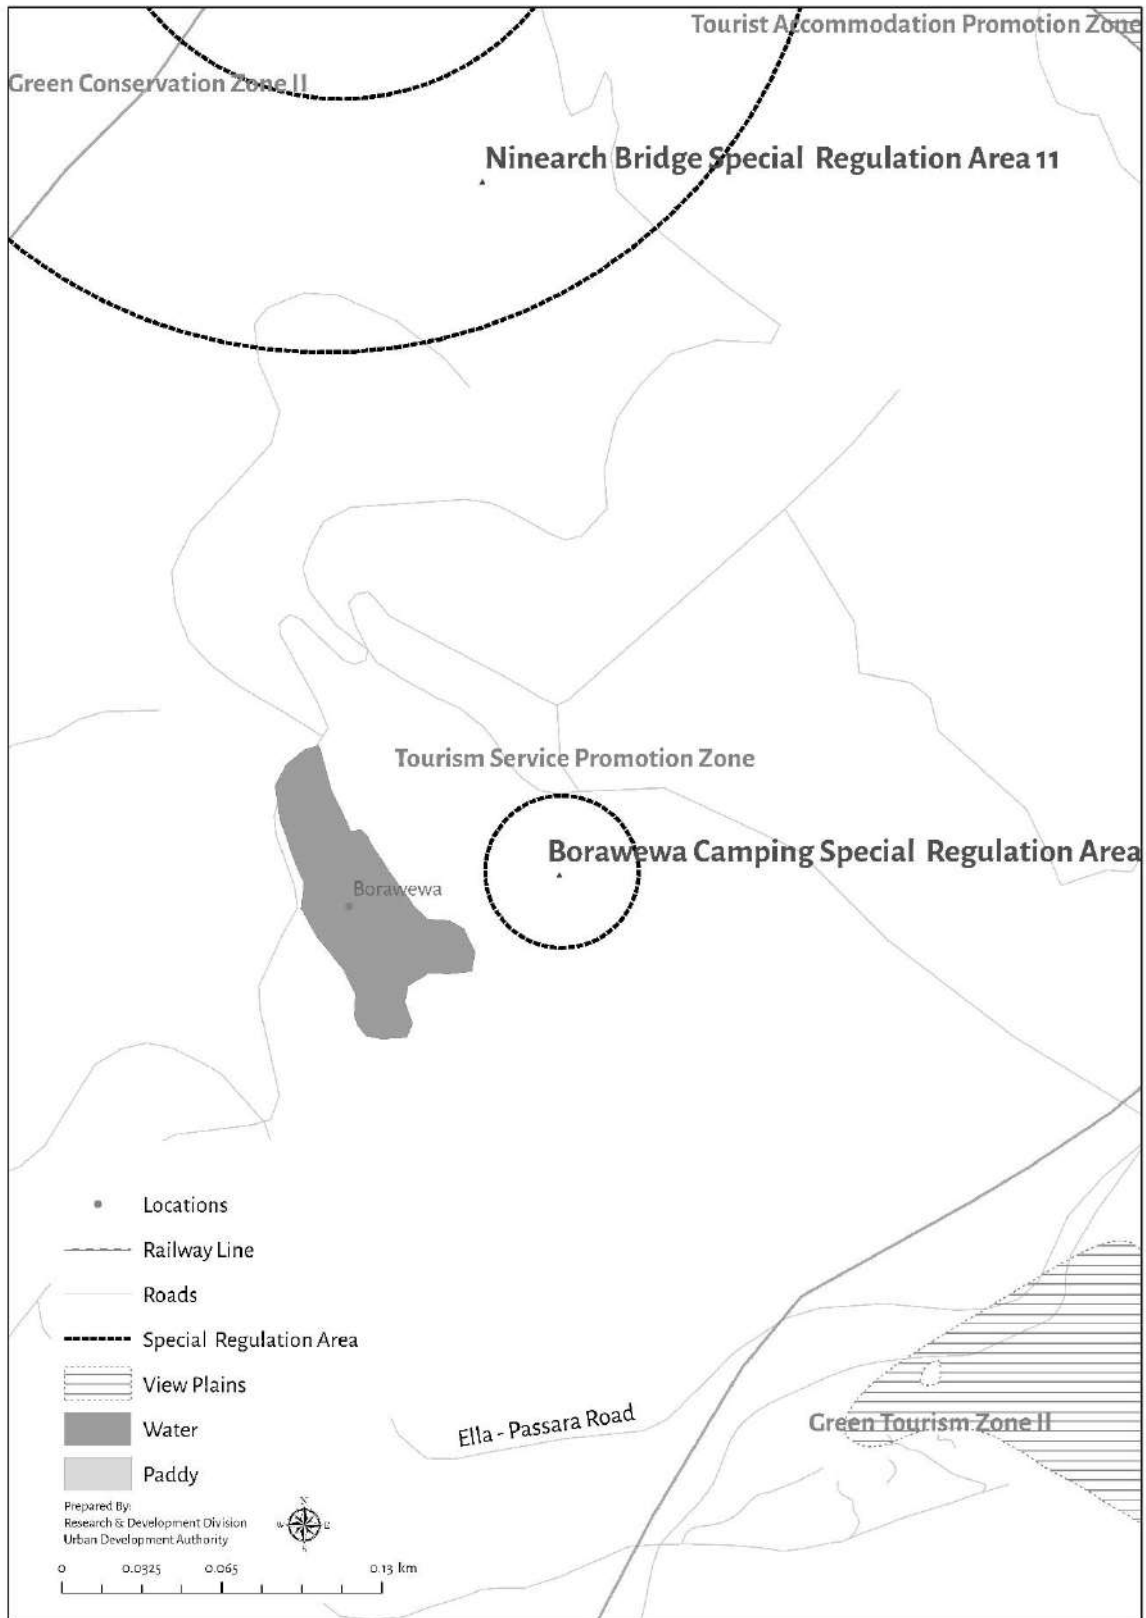 Tourist Accommodation Promotion Zone
Green Conservation Zone II
Ninearch Bridge Special Regulation Area 11
Tourism Service Promotion Zone
Borawewa Camping Special Regulation Area
Borawewa
Locations
Railway Line
Roads
Special Regulation Area
View Plains
Water
Paddy
Ella - Passara Road
Green Tourism Zone II
Prepared By:
Research & Development Division
Urban Development Authority
N
W E
S
0 0.0325 0.065 0.13 km